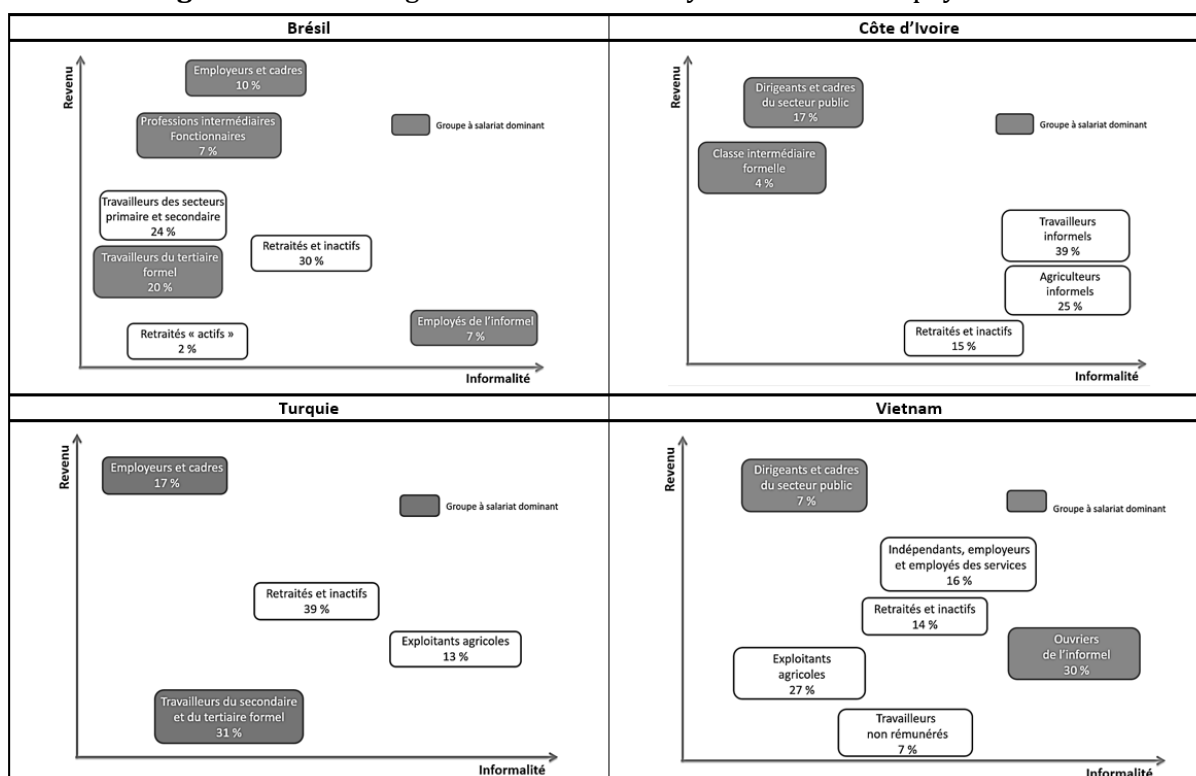 Brésil
Revenu
Employeurs et cadres
10 %
Professions intermédiaires
Fonctionnaires
7 %
Groupe à salariat dominant
Travailleurs des secteurs
primaire et secondaire
24 %
Retraités et inactifs
30 %
Travailleurs du tertiaire
formel
20 %
Employés de l’informel
7 %
Retraités « actifs »
2 %
Informalité
Côte d’Ivoire
Revenu
Dirigeants et cadres
du secteur public
17 %
Groupe à salariat dominant
Classe intermédiaire
formelle
4 %
Travailleurs
informels
39 %
Agriculteurs
informels
25 %
Retraités et inactifs
15 %
Informalité
Turquie
Revenu
Employeurs et cadres
17 %
Groupe à salariat dominant
Retraités et inactifs
39 %
Exploitants agricoles
13 %
Travailleurs du secondaire
et du tertiaire formel
31 %
Informalité
Vietnam
Revenu
Dirigeants et cadres
du secteur public
7 %
Groupe à salariat dominant
Indépendants, employeurs
et employés des services
16 %
Retraités et inactifs
14 %
Ouvriers
de l’informel
30 %
Exploitants
agricoles
27 %
Travailleurs
non rémunérés
7 %
Informalité